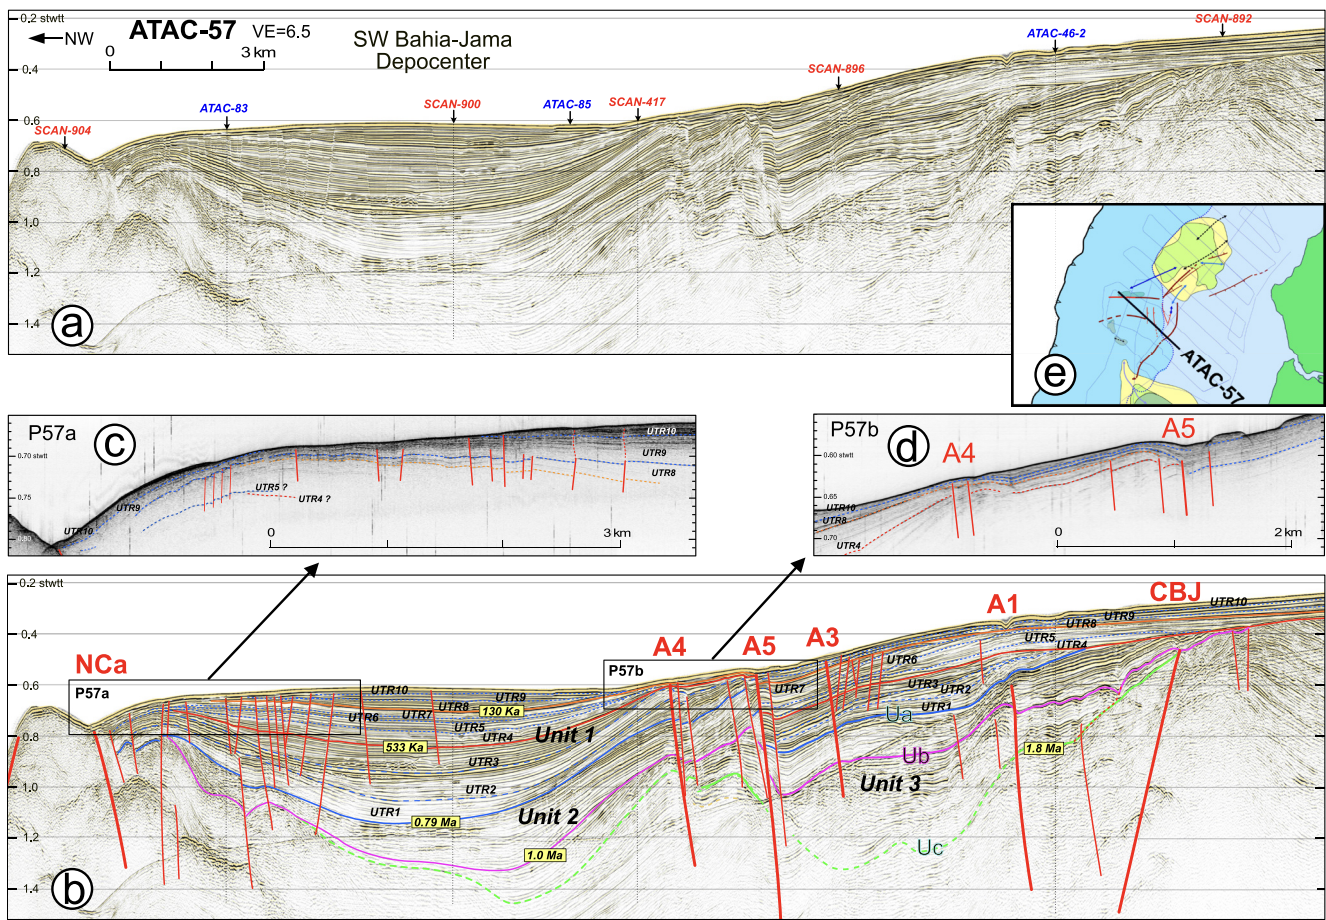 0.2 stwtt
NW
ATAC-57 VE=6.5
0 3 km
SW Bahia-Jama
Depocenter
SCAN-892
ATAC-46-2
SCAN-896
ATAC-83
SCAN-900
ATAC-85
SCAN-417
SCAN-904
0.4
0.6
0.8
1.0
1.2
1.4
a
ATAC-57
e
P57a
c
0.70 stwtt
0.75
0.80
UTR10
UTR9
UTR8
UTR5 ?
UTR4 ?
UTR9
UTR10
0 3 km
P57b
d
A4
A5
0.60 stwtt
0.65
0.70
UTR10
UTR8
UTR4
0 2 km
0.2 stwtt
0.4
0.6
0.8
1.0
1.2
1.4
b
NCa
P57a
A4
P57b
A5
A3
A1
CBJ
UTR10
UTR9
UTR8
UTR7
UTR6
UTR5
UTR4
UTR3
UTR2
UTR1
130 Ka
533 Ka
0.79 Ma
1.0 Ma
Unit 1
Unit 2
Unit 3
UTR10
UTR9
UTR8
UTR5
UTR4
UTR6
UTR3
UTR2
UTR1
UTR7
Ua
Ub
Uc
1.8 Ma